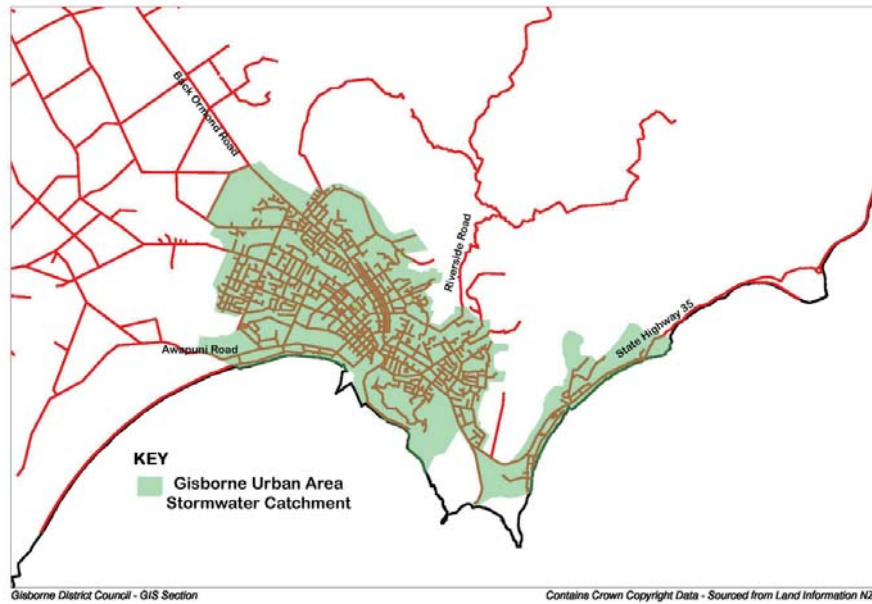 Back Ormond Road
Riverside Road
State Highway 35
Awapuni Road
KEY
Gisborne Urban Area
Stormwater Catchment
Gisborne District Council - GIS Section
Contains Crown Copyright Data - Sourced from Land Information NZ